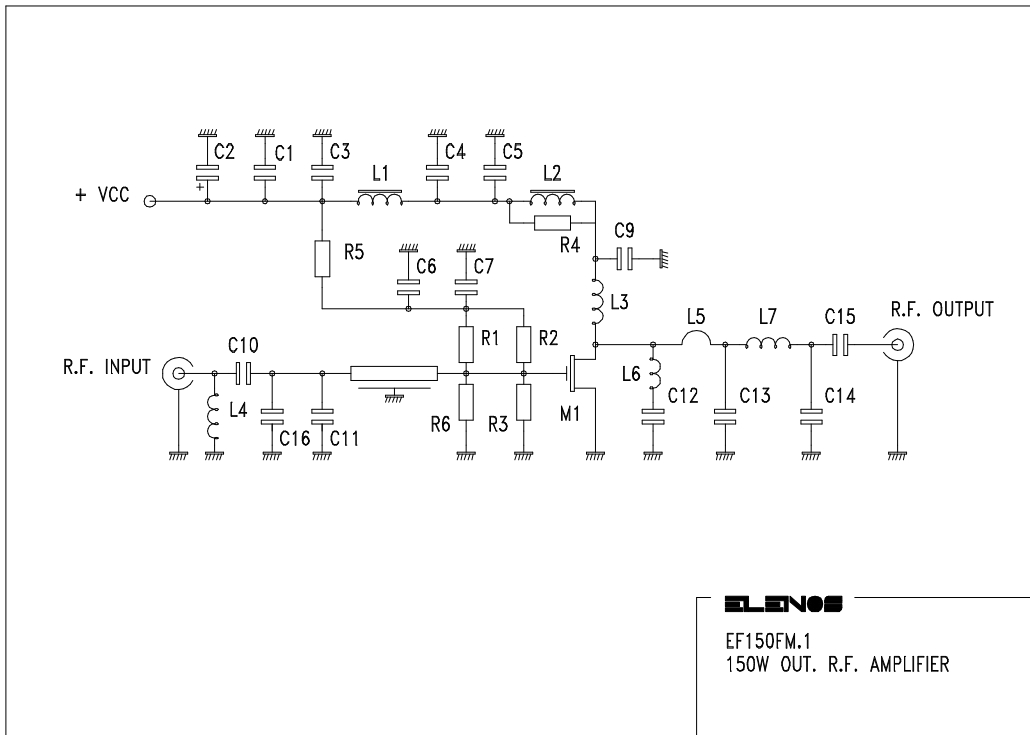 C2
C1
C3
L1
C4
C5
L2
+
+ VCC
R4
C9
R5
C6
C7
L3
R.F. OUTPUT
L5
L7
C15
R.F. INPUT
C10
R1
R2
L6
L4
C16
C11
R6
R3
M1
C12
C13
C14
ELENOS
EF150FM.1
150W OUT. R.F. AMPLIFIER